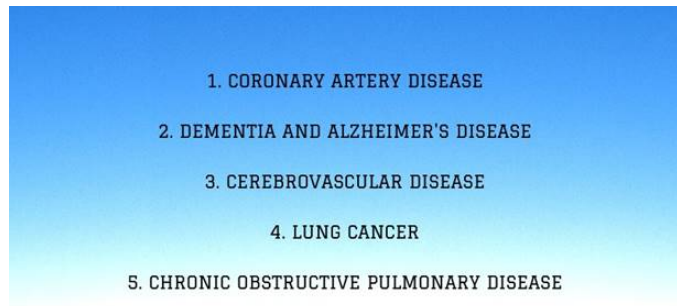 1. CORONARY ARTERY DISEASE
2. DEMENTIA AND ALZHEIMER'S DISEASE
3. CEREBROVASCULAR DISEASE
4. LUNG CANCER
5. CHRONIC OBSTRUCTIVE PULMONARY DISEASE